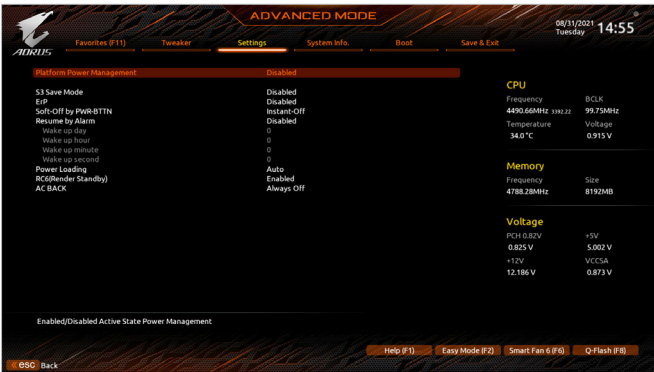 ADVANCED MODE
08/31/2021 Tuesday 14:55
AORUS
Favorites (F11) Tweaker Settings System Info. Boot Save & Exit
Platform Power Management Disabled
S3 Save Mode Disabled
ErP Disabled
Soft-Off by PWR-BTTN Instant-Off
Resume by Alarm Disabled
Wake up day 0
Wake up hour 0
Wake up minute 0
Wake up second 0
Power Loading Auto
RC6(Render Standby) Enabled
AC BACK Always Off
CPU
Frequency BCLK
4490.66MHz 3392.22 99.75MHz
Temperature Voltage
34.0 °C 0.915 V
Memory
Frequency Size
4788.28MHz 8192MB
Voltage
PCH 0.82V +5V
0.825 V 5.002 V
+12V VCCSA
12.186 V 0.873 V
Enabled/Disabled Active State Power Management
Help (F1) Easy Mode (F2) Smart Fan 6 (F6) Q-Flash (F8)
esc Back